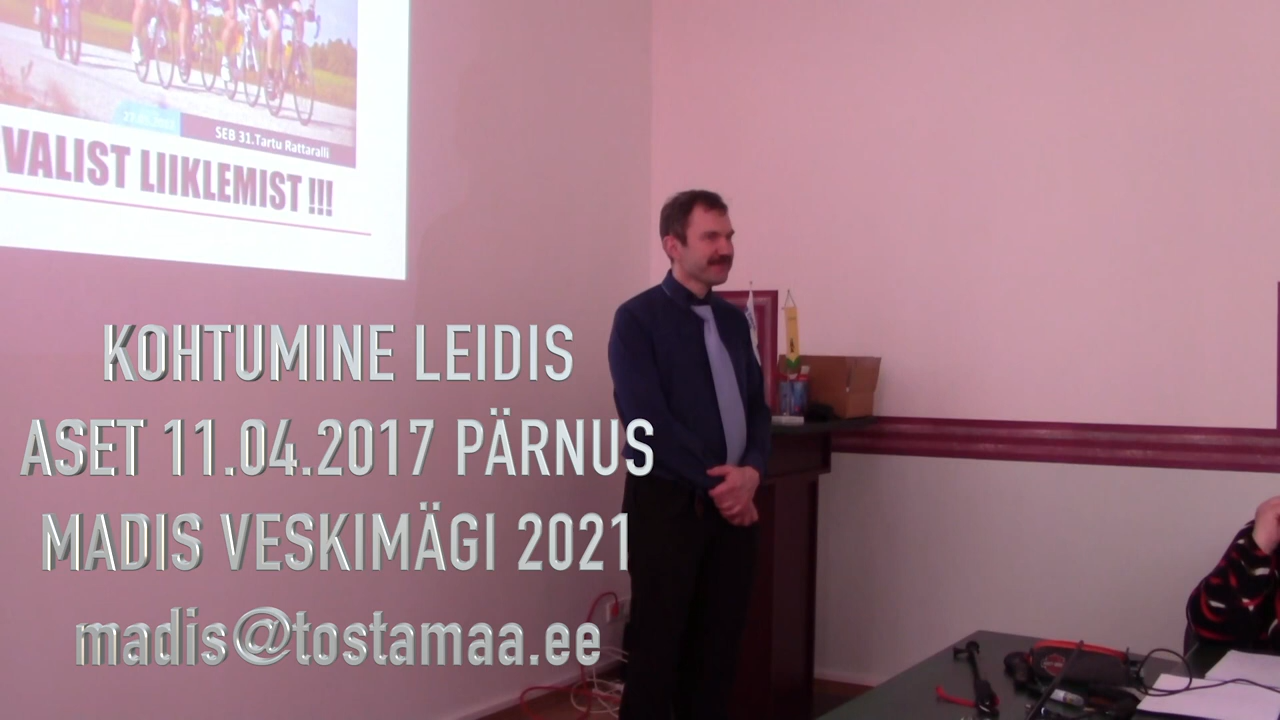 SEB 31.Tartu Rattaralli
VALIST LIIKLEMIST !!!
KOHTUMINE LEIDIS
ASET 11.04.2017 PÄRNUS
MADIS VESKIMÄGI 2021
madis@tostamaa.ee